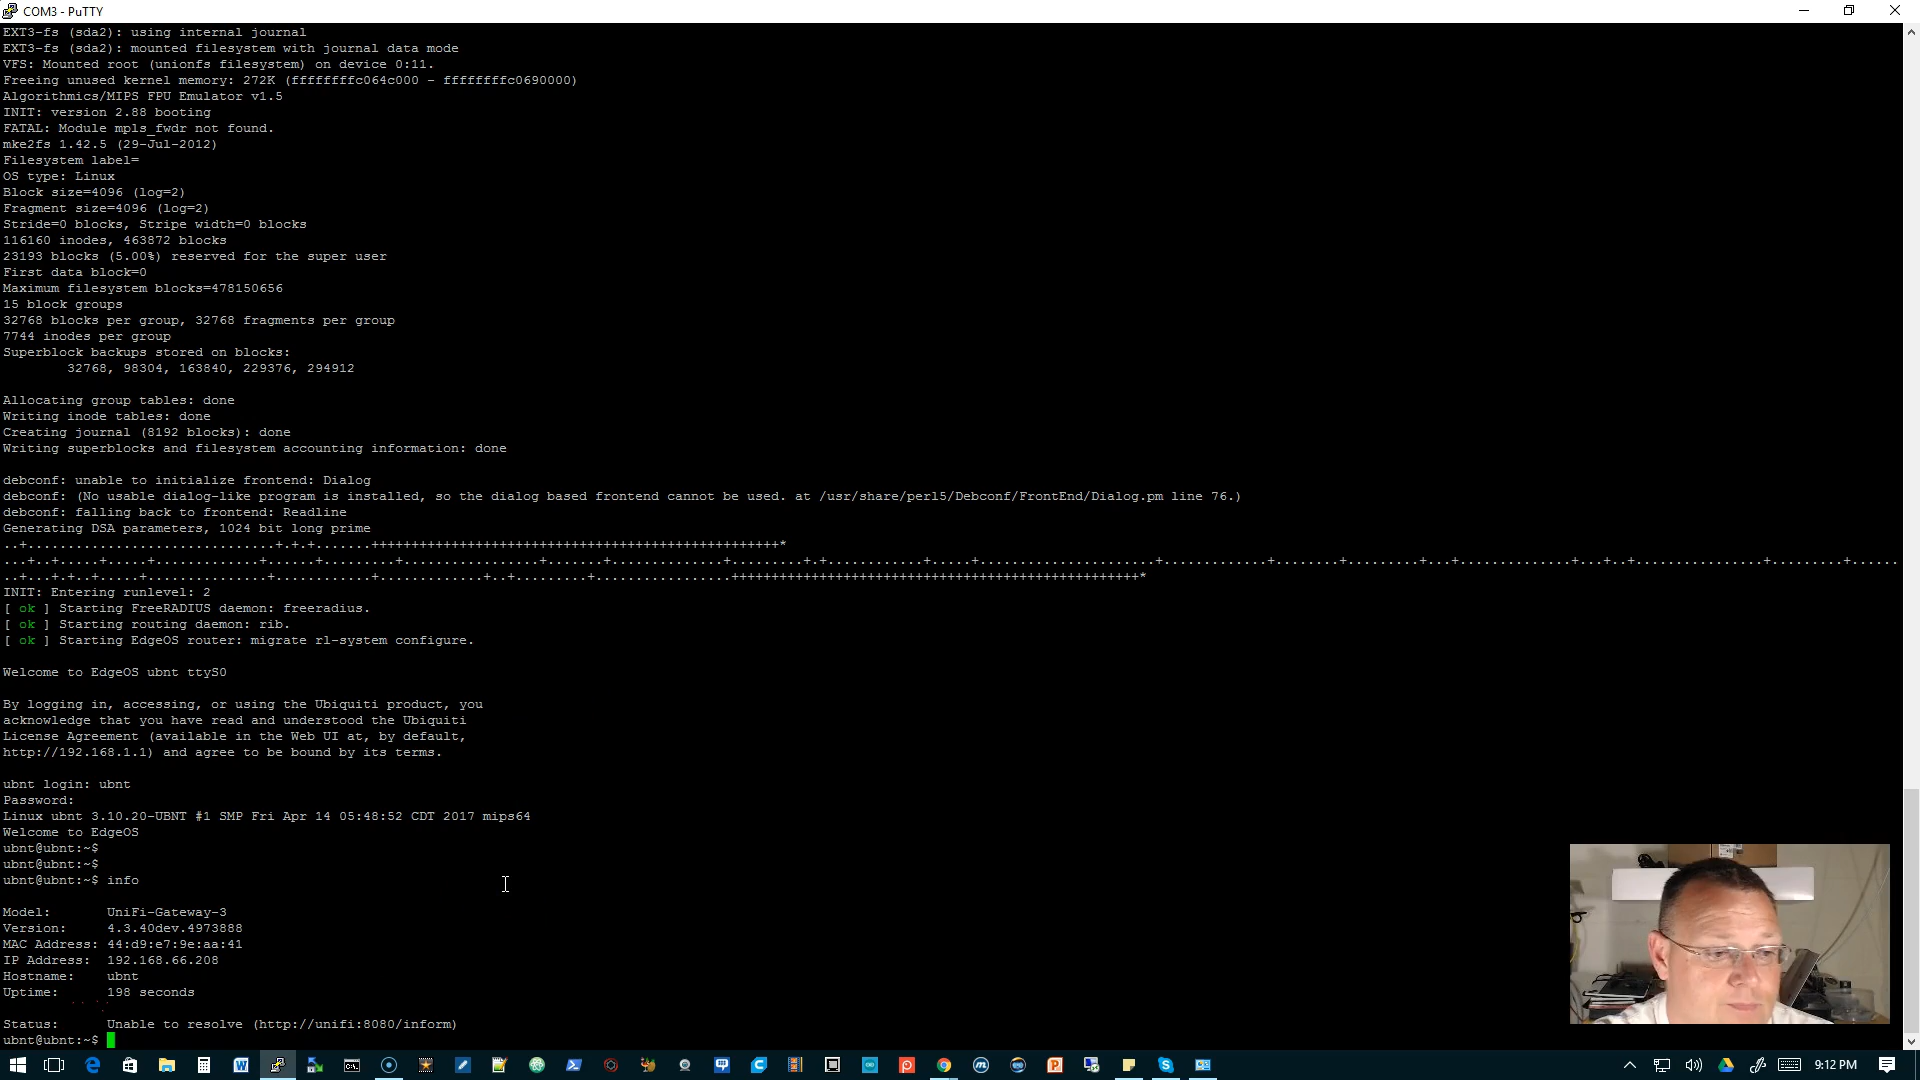 COM3 - PuTTY
EXT3-fs (sda2): using internal journal
EXT3-fs (sda2): mounted filesystem with journal data mode
VFS: Mounted root (unionfs filesystem) on device 0:11.
Freeing unused kernel memory: 272K (ffffffffc064c000 - ffffffffc0690000)
Algorithmics/MIPS FPU Emulator v1.5
INIT: version 2.88 booting
FATAL: Module mpls_fwdr not found.
mke2fs 1.42.5 (29-Jul-2012)
Filesystem label=
OS type: Linux
Block size=4096 (log=2)
Fragment size=4096 (log=2)
Stride=0 blocks, Stripe width=0 blocks
116160 inodes, 463872 blocks
23193 blocks (5.00%) reserved for the super user
First data block=0
Maximum filesystem blocks=478150656
15 block groups
32768 blocks per group, 32768 fragments per group
7744 inodes per group
Superblock backups stored on blocks:
32768, 98304, 163840, 229376, 294912
Allocating group tables: done
Writing inode tables: done
Creating journal (8192 blocks): done
Writing superblocks and filesystem accounting information: done
debconf: unable to initialize frontend: Dialog
debconf: (No usable dialog-like program is installed, so the dialog based frontend cannot be used. at /usr/share/perl5/Debconf/FrontEnd/Dialog.pm line 76.)
debconf: falling back to frontend: Readline
Generating DSA parameters, 1024 bit long prime
INIT: Entering runlevel: 2
[ ok ] Starting FreeRADIUS daemon: freeradius.
[ ok ] Starting routing daemon: rib.
[ ok ] Starting EdgeOS router: migrate rl-system configure.
Welcome to EdgeOS ubnt ttyS0
By logging in, accessing, or using the Ubiquiti product, you
acknowledge that you have read and understood the Ubiquiti
License Agreement (available in the Web UI at, by default,
http://192.168.1.1) and agree to be bound by its terms.
ubnt login: ubnt
Password:
Linux ubnt 3.10.20-UBNT #1 SMP Fri Apr 14 05:48:52 CDT 2017 mips64
Welcome to EdgeOS
ubnt@ubnt:~$
ubnt@ubnt:~$
ubnt@ubnt:~$ info
Model: UniFi-Gateway-3
Version: 4.3.40dev.4973888
MAC Address: 44:d9:e7:9e:aa:41
IP Address: 192.168.66.208
Hostname: ubnt
Uptime: 198 seconds
Status: Unable to resolve (http://unifi:8080/inform)
ubnt@ubnt:~$
9:12 PM